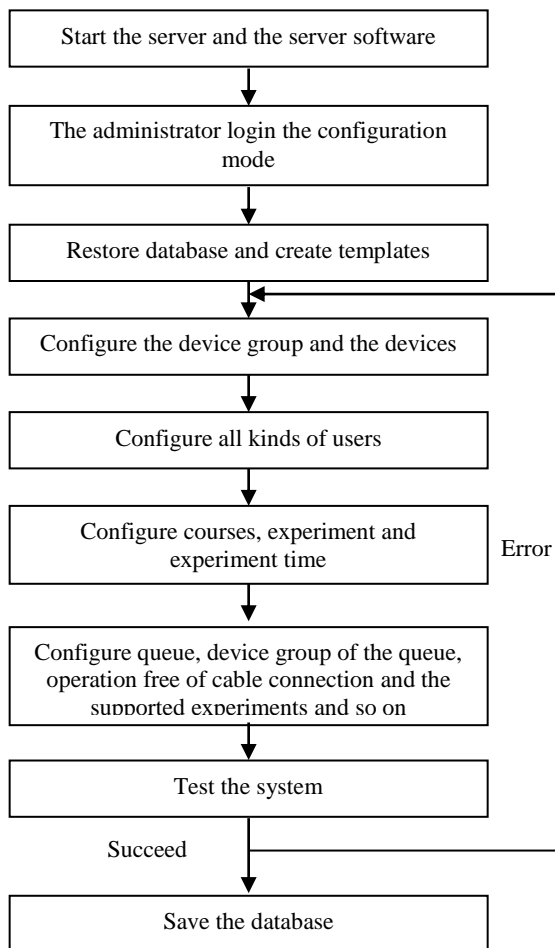 Start the server and the server software
The administrator login the configuration
mode
Restore database and create templates
Configure the device group and the devices
Configure all kinds of users
Configure courses, experiment and
experiment time
Error
Configure queue, device group of the queue,
operation free of cable connection and the
supported experiments and so on
Test the system
Succeed
Save the database